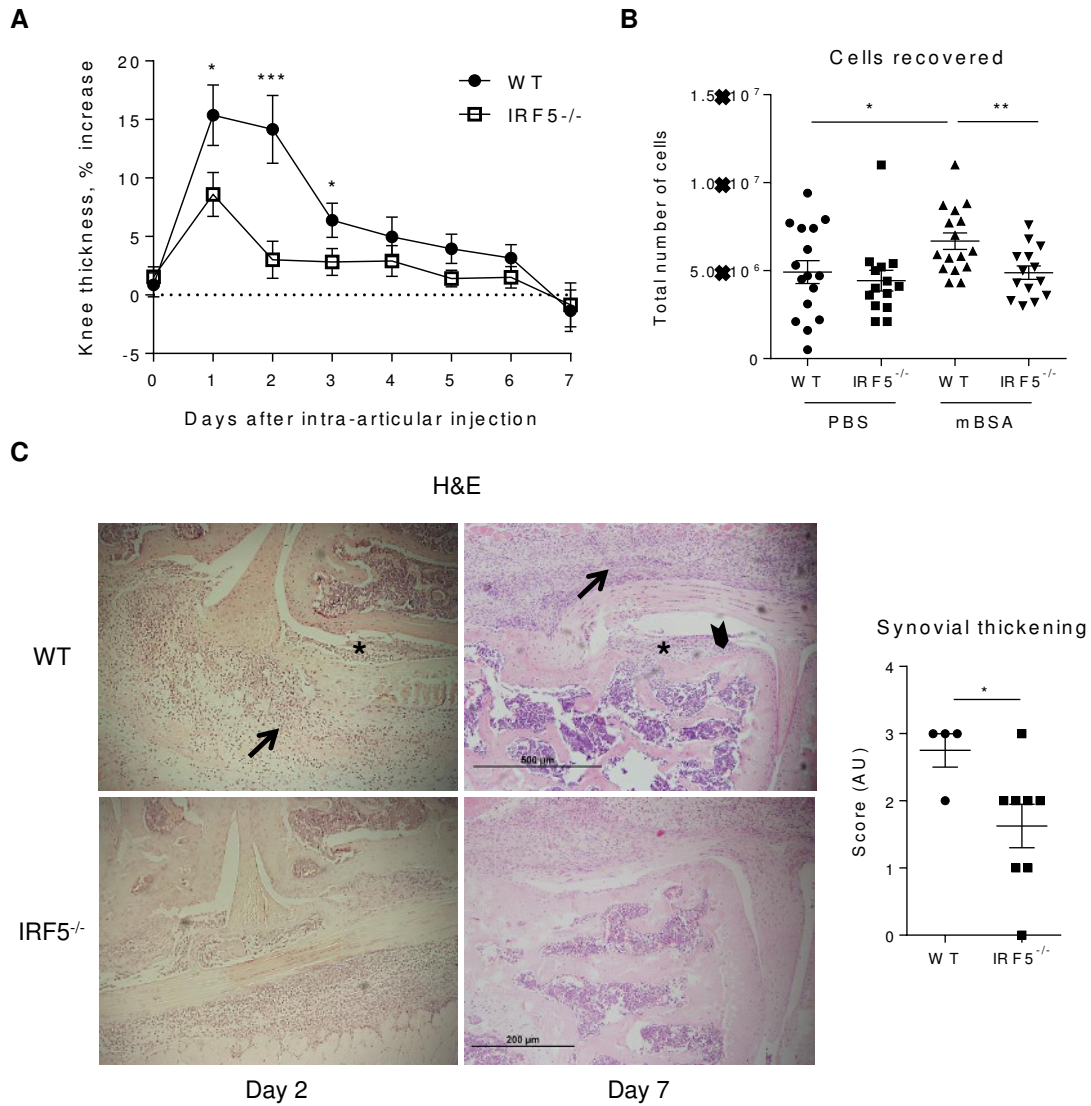 A
Knee thickness, % increase
20
15
10
5
0
-5
* *** *
WT
IRF5-/-
0 1 2 3 4 5 6 7
Days after intra-articular injection
B
Cells recovered
Total number of cells
* **
1.5×10⁷
1.0×10⁷
5.0×10⁶
0
WT IRF5-/- WT IRF5-/-
PBS mBSA
C
H&E
WT
* *
500 µm
IRF5-/-
200 µm
Day 2 Day 7
Synovial thickening
Score (AU)
*
4
3
2
1
0
WT IRF5-/-